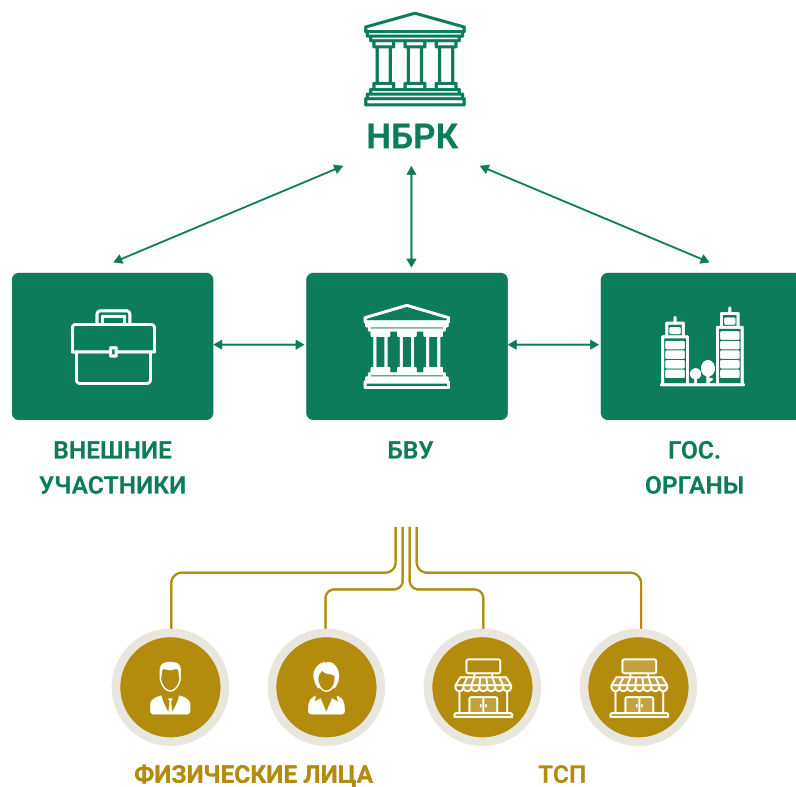 НБРК
ВНЕШНИЕ
УЧАСТНИКИ
БВУ
ГОС.
ОРГАНЫ
ФИЗИЧЕСКИЕ ЛИЦА
ТСП